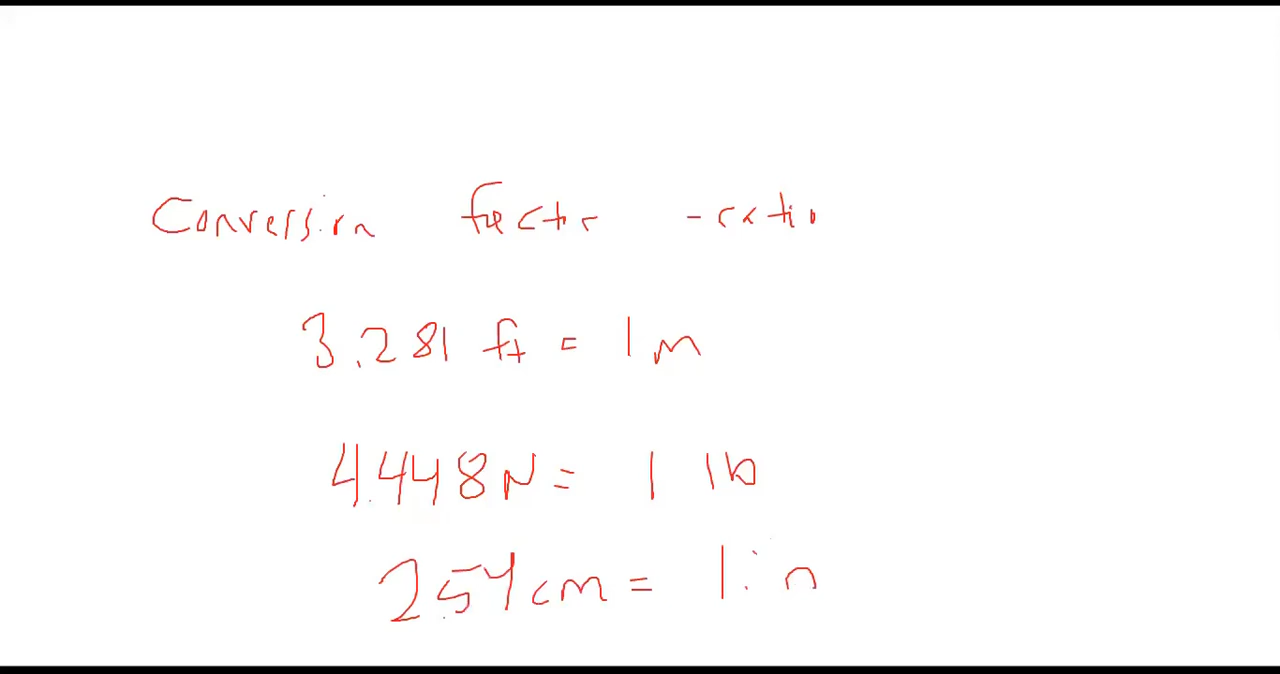 Conversion factor - ratio
3.281 ft = 1 m
4.448 N = 1 lb
2.54 cm = 1 in